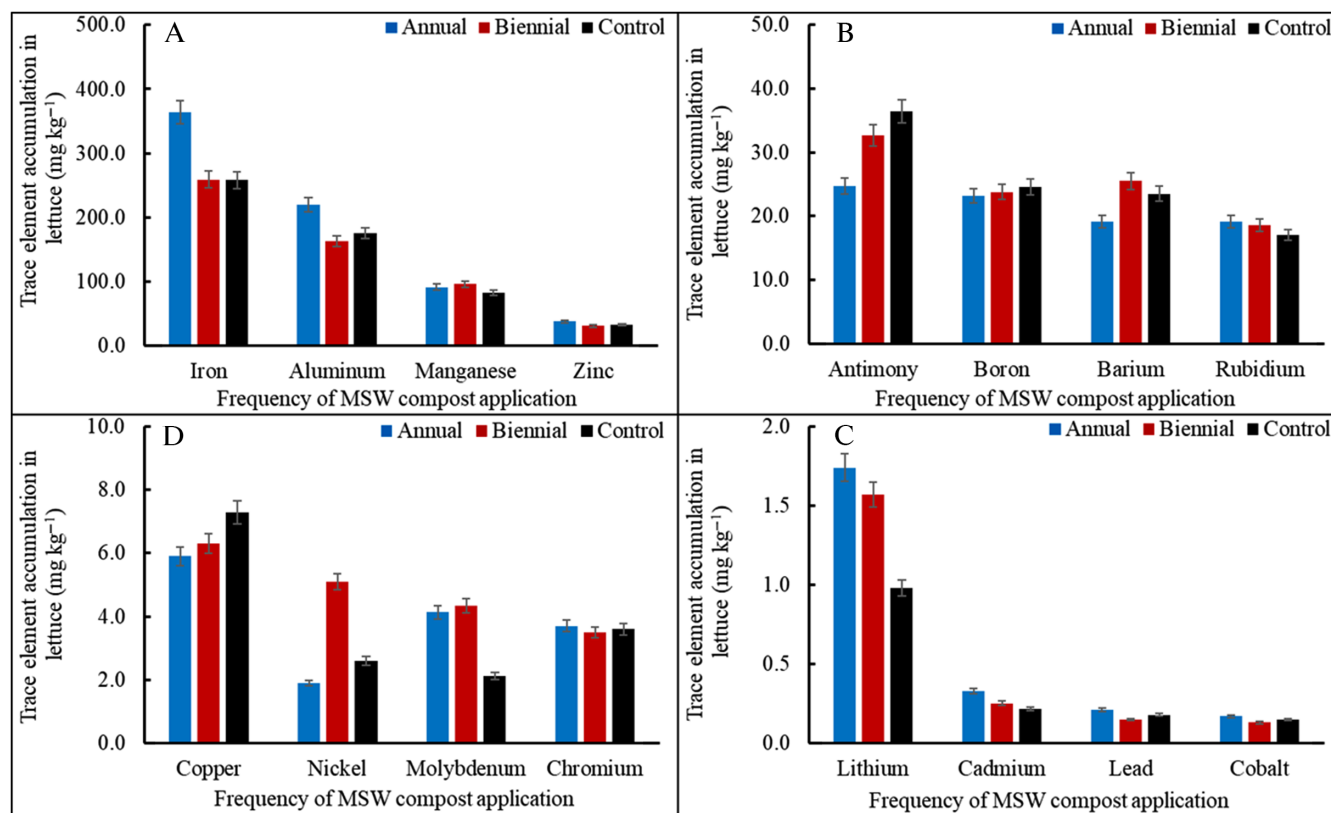 A
Annual Biennial Control
Trace element accumulation in
lettuce (mg kg⁻¹)
500.0
400.0
300.0
200.0
100.0
0.0
Iron Aluminum Manganese Zinc
Frequency of MSW compost application
B
Annual Biennial Control
Trace element accumulation in
lettuce (mg kg⁻¹)
50.0
40.0
30.0
20.0
10.0
0.0
Antimony Boron Barium Rubidium
Frequency of MSW compost application
D
Annual Biennial Control
Trace element accumulation in
lettuce (mg kg⁻¹)
10.0
8.0
6.0
4.0
2.0
0.0
Copper Nickel Molybdenum Chromium
Frequency of MSW compost application
C
Annual Biennial Control
Trace element accumulation in
lettuce (mg kg⁻¹)
2.0
1.5
1.0
0.5
0.0
Lithium Cadmium Lead Cobalt
Frequency of MSW compost application